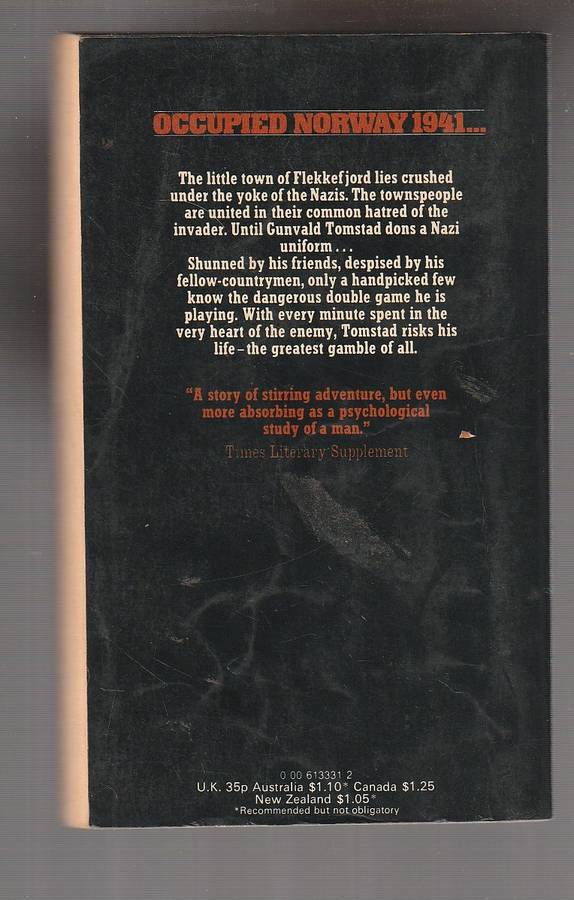 OCCUPIED NORWAY 1941...
The little town of Flekkefjord lies crushed
under the yoke of the Nazis. The townspeople
are united in their common hatred of the
invader. Until Gunvald Tomstad dons a Nazi
uniform...
Shunned by his friends, despised by his
fellow-countrymen, only a handpicked few
know the dangerous double game he is
playing. With every minute spent in the
very heart of the enemy, Tomstad risks his
life – the greatest gamble of all.
“A story of stirring adventure, but even
more absorbing as a psychological
study of a man.”
Times Literary Supplement
0 00 613331 2
U.K. 35p Australia $1.10* Canada $1.25
New Zealand $1.05*
*Recommended but not obligatory